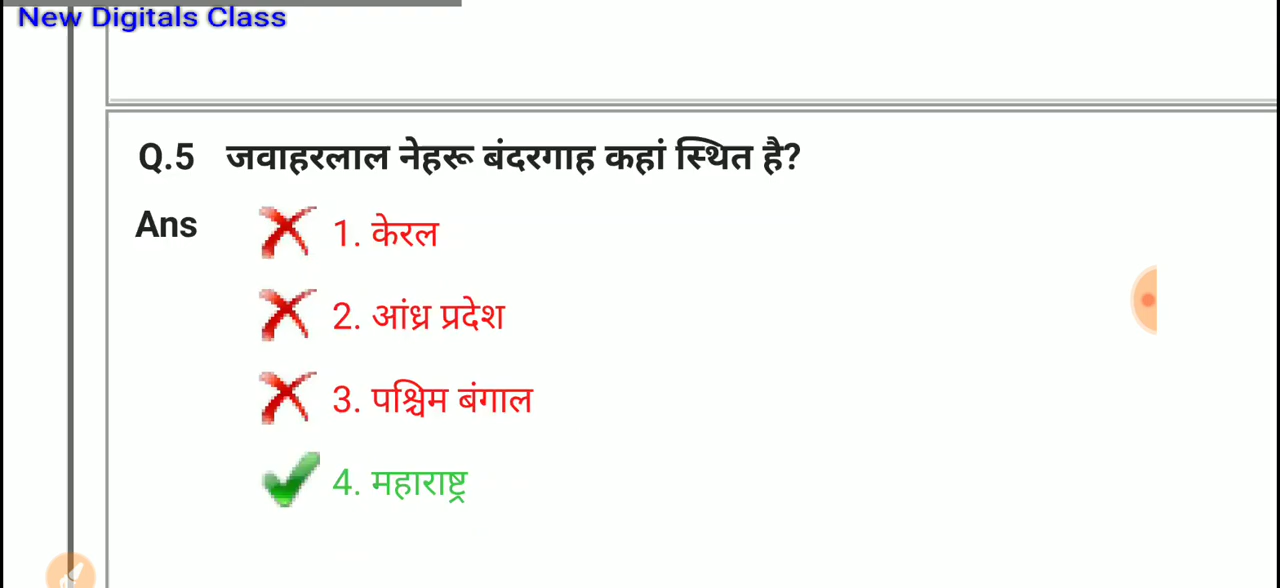 New Digitals Class
Q.5 जवाहरलाल नेहरू बंदरगाह कहां स्थित है?
Ans 1. केरल
2. आंध्र प्रदेश
3. पश्चिम बंगाल
4. महाराष्ट्र